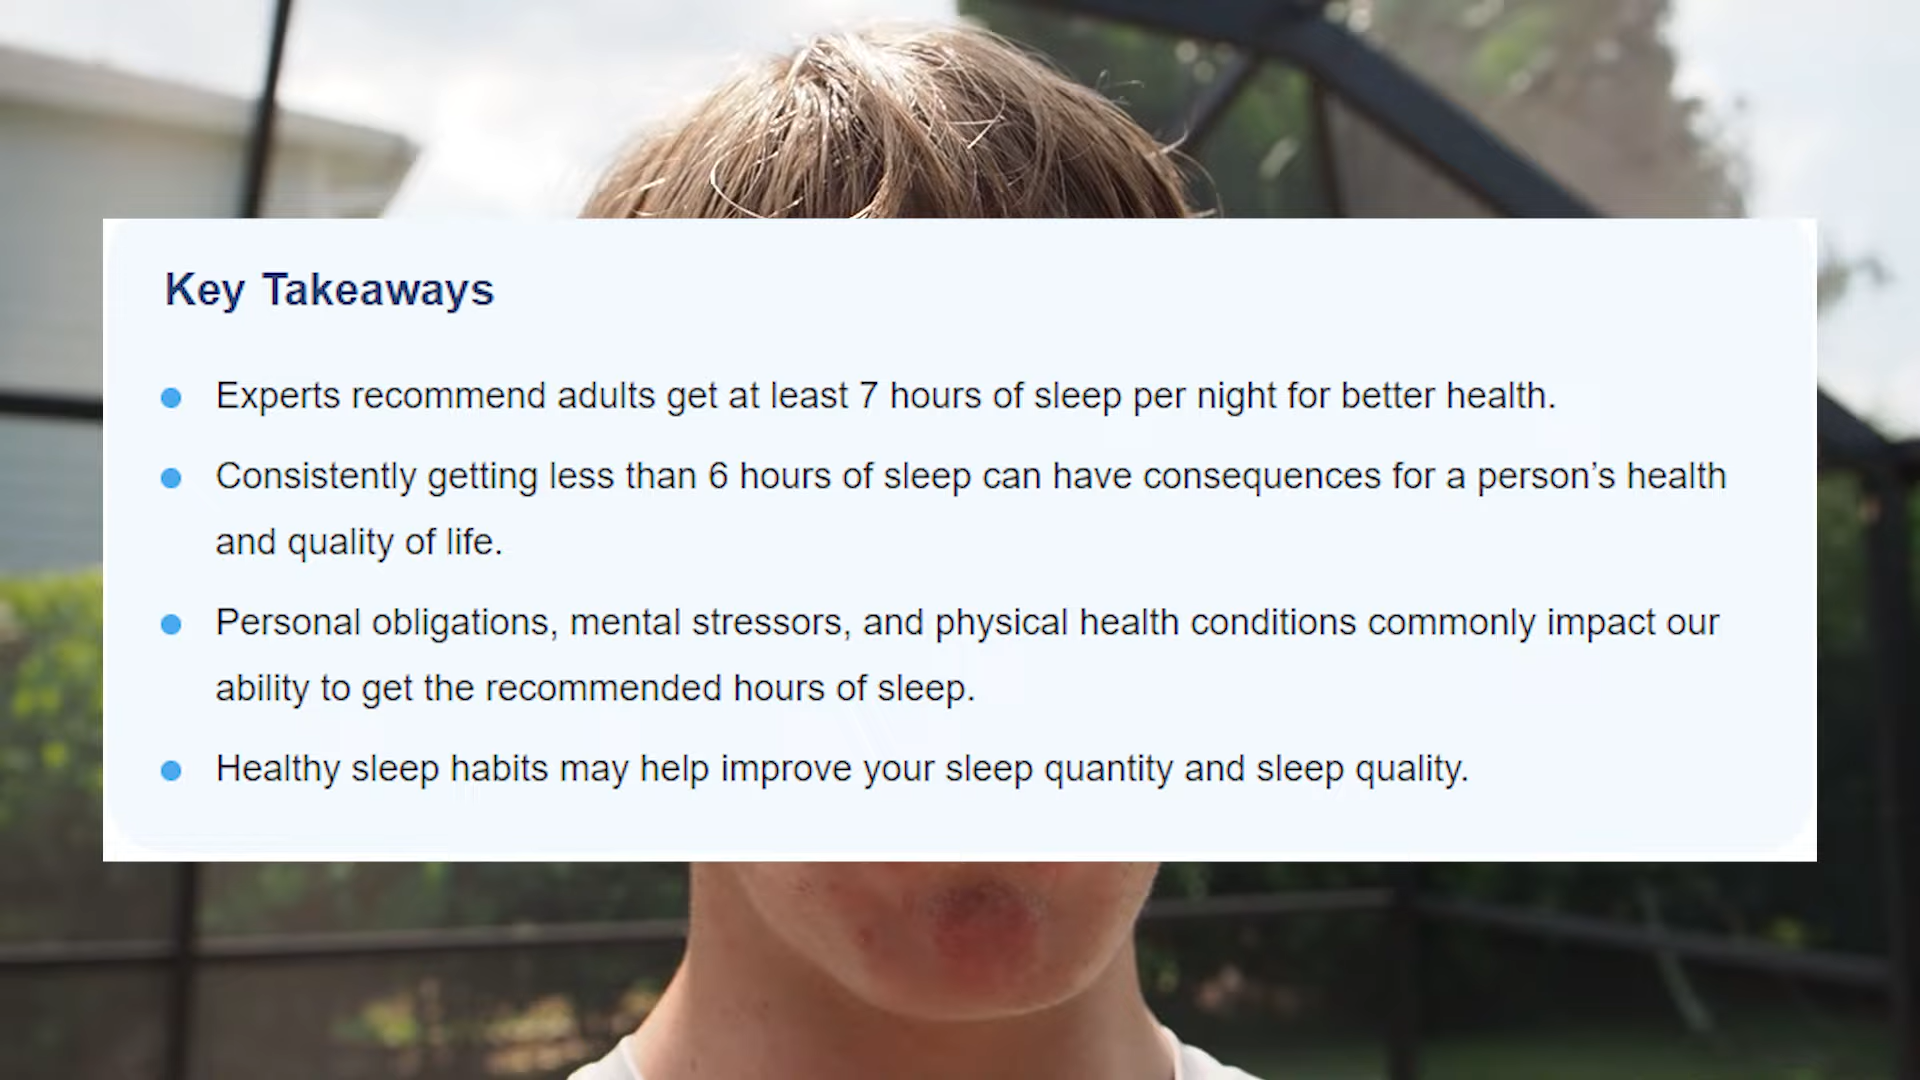 Key Takeaways
Experts recommend adults get at least 7 hours of sleep per night for better health.
Consistently getting less than 6 hours of sleep can have consequences for a person’s health
and quality of life.
Personal obligations, mental stressors, and physical health conditions commonly impact our
ability to get the recommended hours of sleep.
Healthy sleep habits may help improve your sleep quantity and sleep quality.